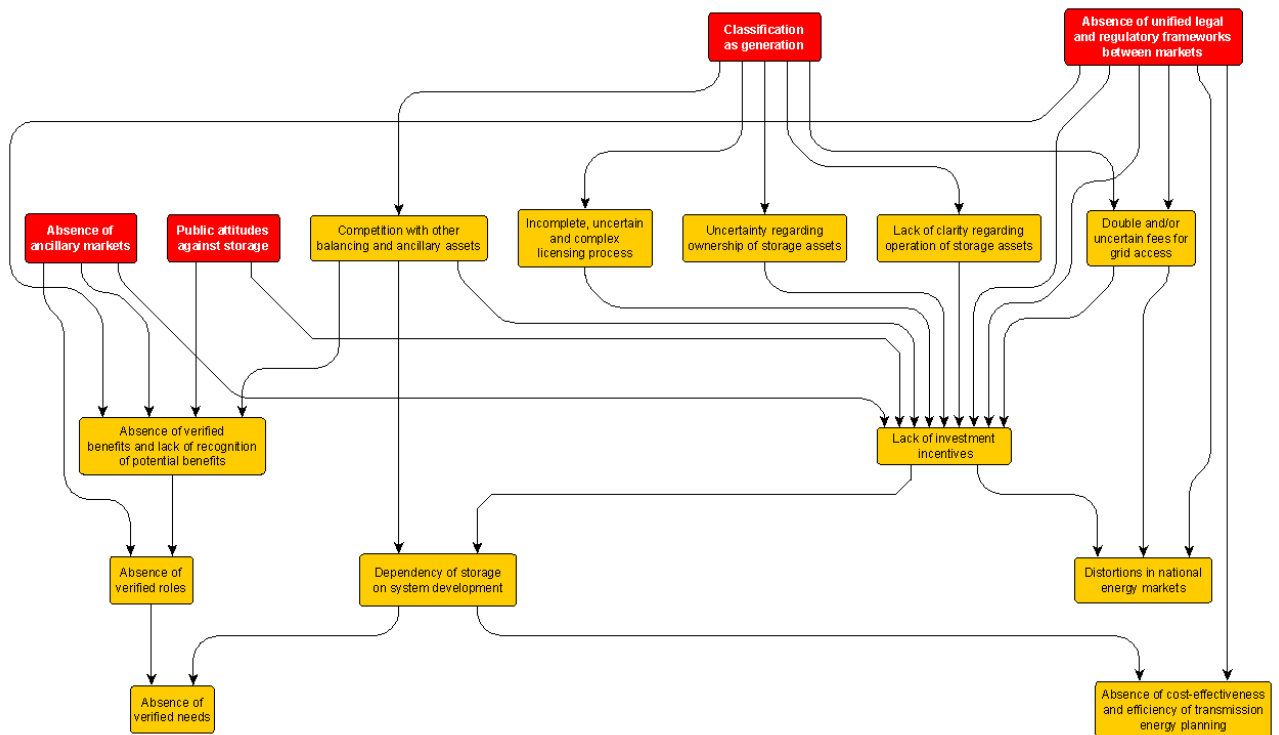 Classification
as generation
Absence of unified legal
and regulatory frameworks
between markets
Absence of
ancillary markets
Public attitudes
against storage
Competition with other
balancing and ancillary assets
Incomplete, uncertain
and complex
licensing process
Uncertainty regarding
ownership of storage assets
Lack of clarity regarding
operation of storage assets
Double and/or
uncertain fees for
grid access
Absence of verified
benefits and lack of recognition
of potential benefits
Lack of investment
incentives
Absence of
verified roles
Dependency of storage
on system development
Distortions in national
energy markets
Absence of
verified needs
Absence of cost-effectiveness
and efficiency of transmission
energy planning